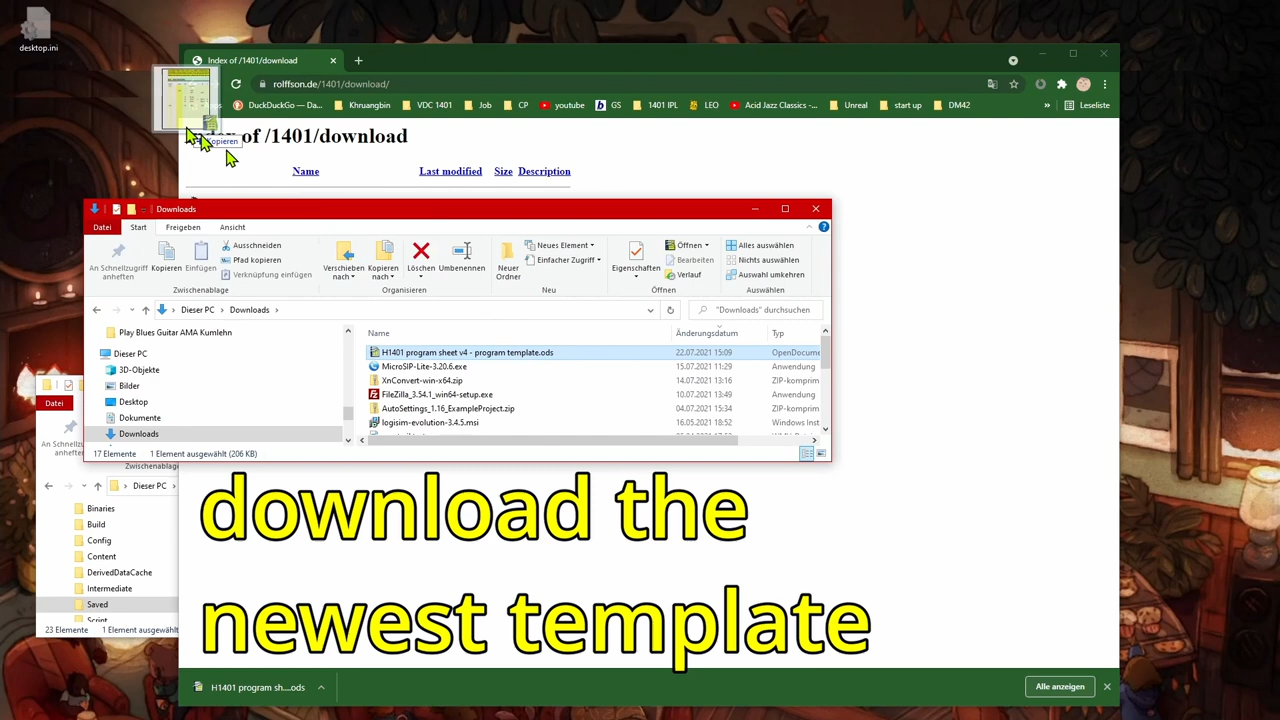 desktop.ini
Index of /1401/download
rolffson.de/1401/download/
DuckDuckGo — Da...
Khruangbin
VDC 1401
Job
CP
youtube
GS
1401 IPL
LEO
Acid Jazz Classics -...
Unreal
start up
DM42
»
Leseliste
Index of /1401/download
Kopieren
Name
Last modified
Size
Description
Downloads
Datei
Start
Freigeben
Ansicht
An Schnellzugriff anheften
Kopieren
Einfügen
Ausschneiden
Pfad kopieren
Verknüpfung einfügen
Zwischenablage
Verschieben nach
Kopieren nach
Löschen
Umbenennen
Organisieren
Neuer Ordner
Neues Element
Einfacher Zugriff
Neu
Eigenschaften
Öffnen
Bearbeiten
Verlauf
Öffnen
Alles auswählen
Nichts auswählen
Auswahl umkehren
Auswählen
Dieser PC > Downloads >
"Downloads" durchsuchen
Play Blues Guitar AMA Kumlehn
Dieser PC
3D-Objekte
Bilder
Desktop
Dokumente
Downloads
Name Änderungsdatum Typ
H1401 program sheet v4 - program template.ods 22.07.2021 15:09 OpenDocume
MicroSIP-Lite-3.20.6.exe 15.07.2021 11:29 Anwendung
XnConvert-win-x64.zip 14.07.2021 13:16 ZIP-komprim
FileZilla_3.54.1_win64-setup.exe 10.07.2021 13:49 Anwendung
AutoSettings_1.16_ExampleProject.zip 04.07.2021 15:34 ZIP-komprim
logisim-evolution-3.4.5.msi 16.05.2021 18:52 Windows Inst
17 Elemente 1 Element ausgewählt (206 KB)
Datei
An Schnellzugriff
anheften
Zwischenablage
Dieser PC
Binaries
Build
Config
Content
DerivedDataCache
Intermediate
Saved
Script
23 Elemente 1 Element ausgewählt
download the
newest template
H1401 program sh....ods
Alle anzeigen